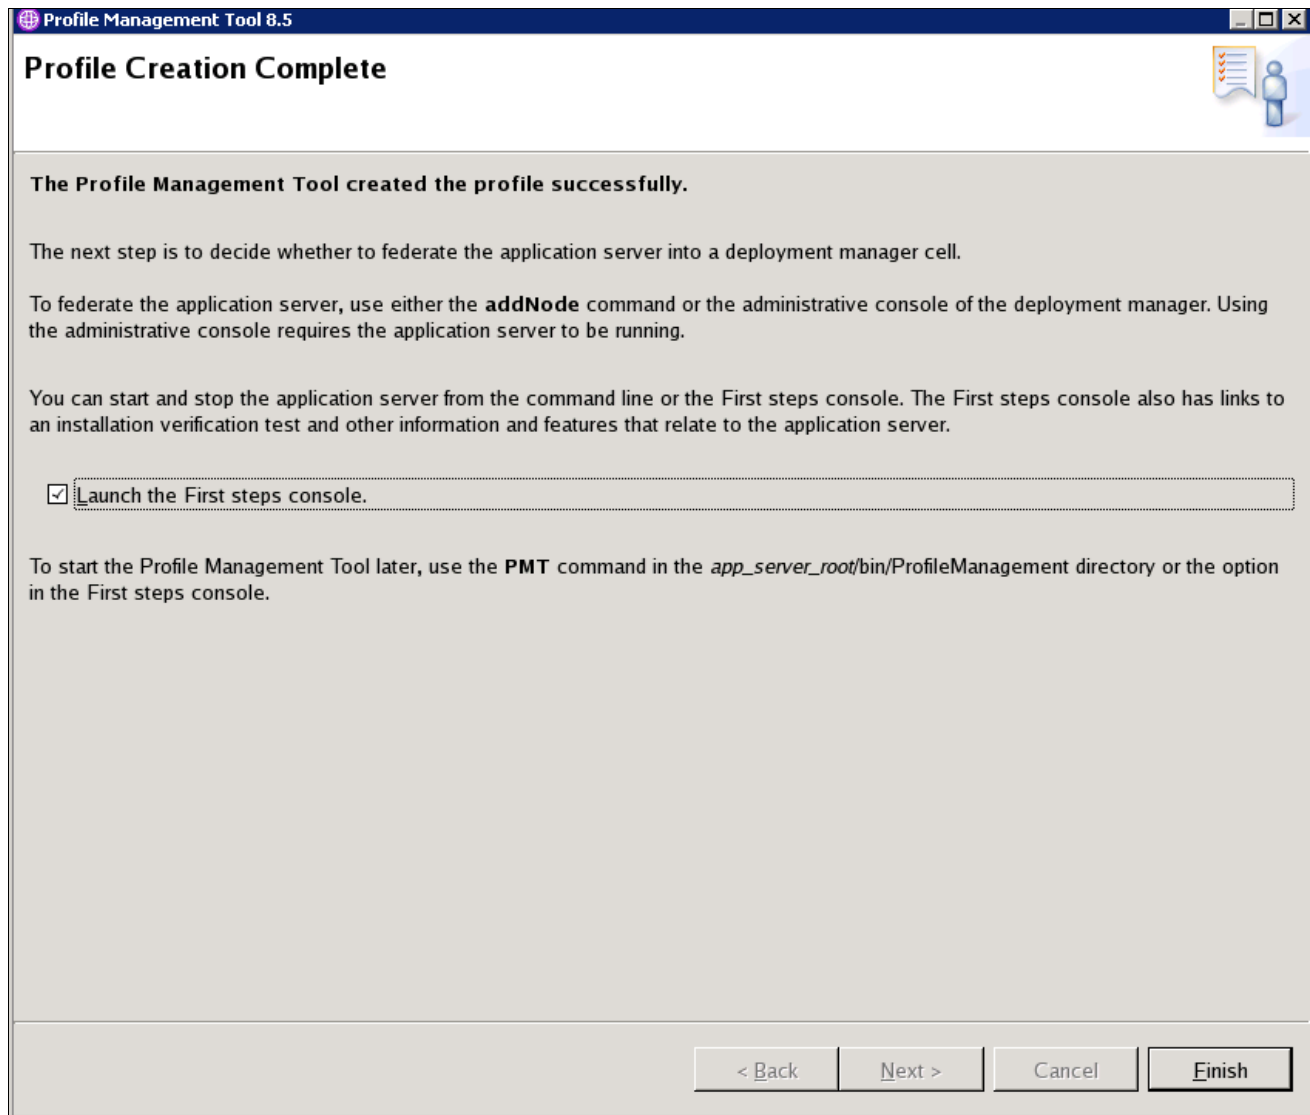 Profile Management Tool 8.5
Profile Creation Complete
The Profile Management Tool created the profile successfully.
The next step is to decide whether to federate the application server into a deployment manager cell.
To federate the application server, use either the addNode command or the administrative console of the deployment manager. Using
the administrative console requires the application server to be running.
You can start and stop the application server from the command line or the First steps console. The First steps console also has links to
an installation verification test and other information and features that relate to the application server.
Launch the First steps console.
To start the Profile Management Tool later, use the PMT command in the app_server_root/bin/ProfileManagement directory or the option
in the First steps console.
< Back Next > Cancel Finish